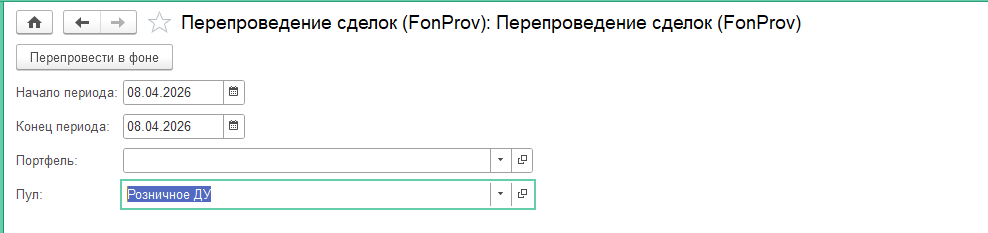 Перепроведение сделок (FonProv): Перепроведение сделок (FonProv)
Перепровести в фоне
Начало периода: 08.04.2026
Конец периода: 08.04.2026
Портфель:
Пул: Розничное ДУ